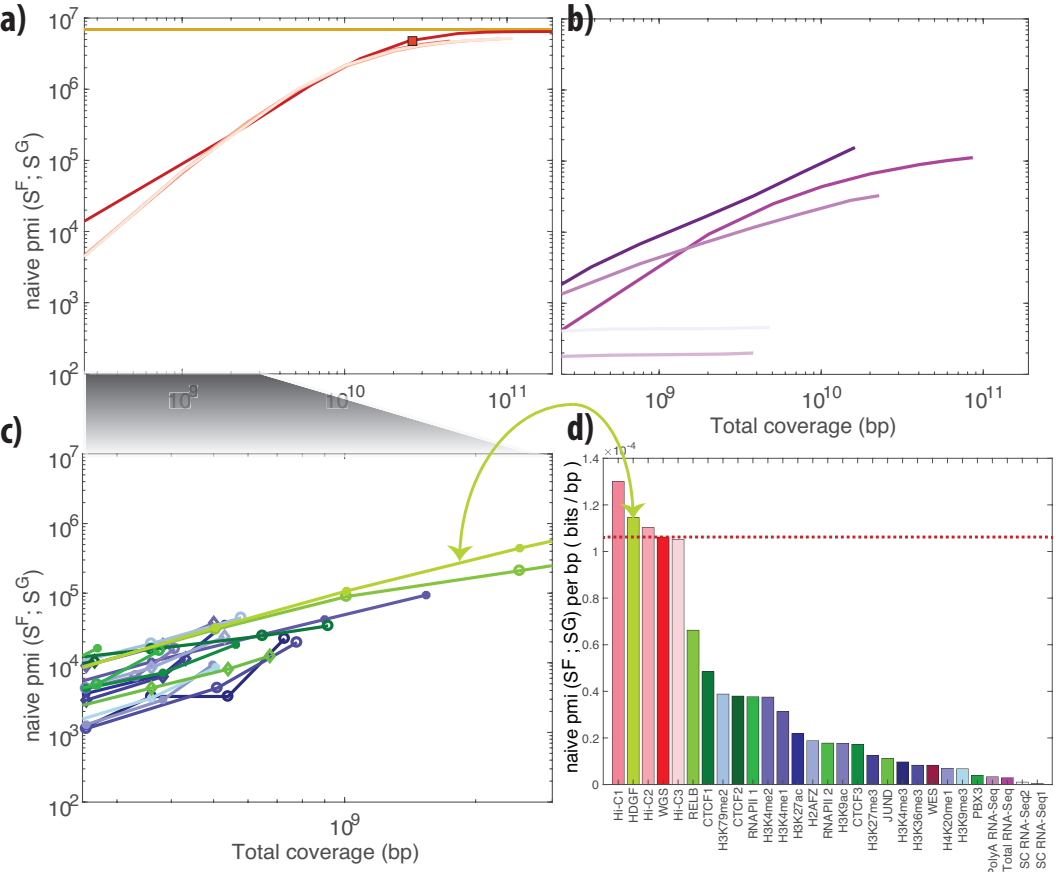 a)
b)
naive pmi (S^F; S^G)
10^7
10^6
10^5
10^4
10^3
10^2
10^9
10^10
10^11
10^9
10^10
10^11
Total coverage (bp)
c)
naive pmi (S^F; S^G)
10^7
10^6
10^5
10^4
10^3
10^2
10^9
Total coverage (bp)
d)
×10^-4
naive pmi (S^F ; S^G) per bp ( bits / bp )
1.4
1.2
1
0.8
0.6
0.4
0.2
0
Hi-C1
HDGF
Hi-C2
WGS
Hi-C3
RELB
CTCF1
H3K79me2
CTCF2
RNAPII 1
H3K4me2
H3K4me1
H3K27ac
H2AFZ
RNAPII 2
H3K9ac
CTCF3
H3K27me3
JUND
H3K4me3
H3K36me3
WES
H4K20me1
H3K9me3
PBX3
PolyA RNA-Seq
Total RNA-Seq
SC RNA-Seq2
SC RNA-Seq1